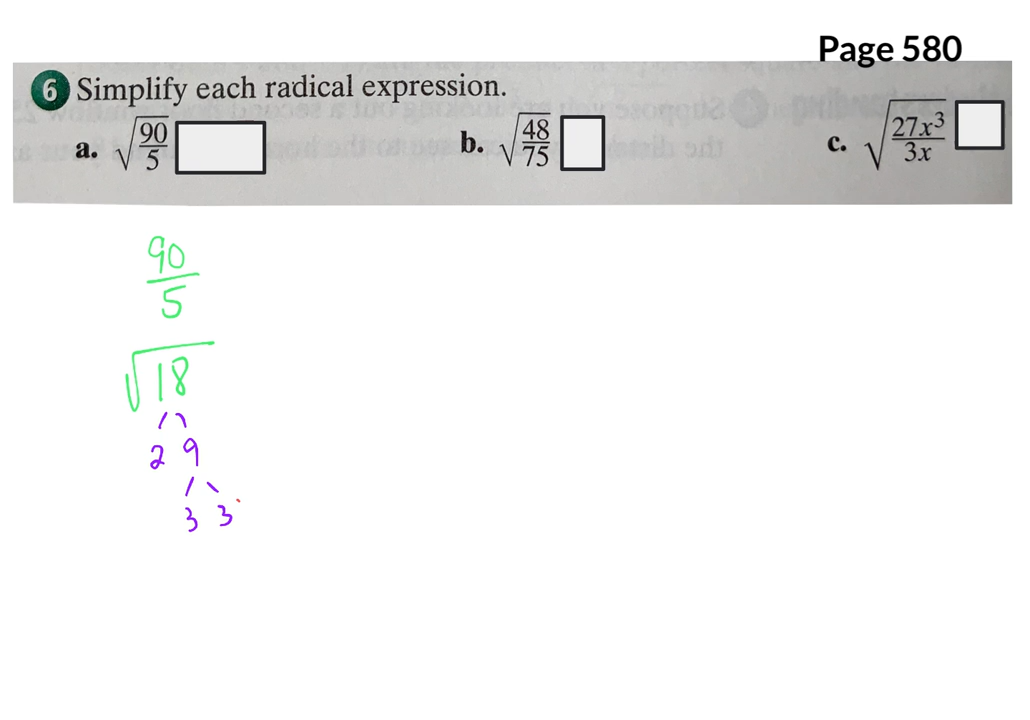 Page 580
6 Simplify each radical expression.
a. √(90/5) b. √(48/75) c. √(27x³/3x)
90
5
√18
2 9
3 3